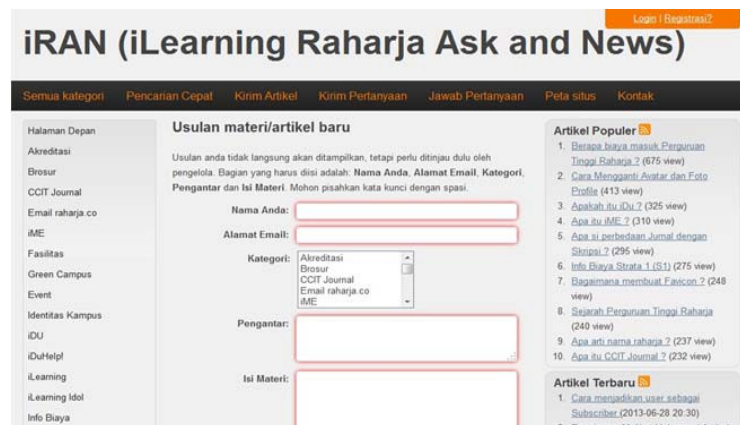 Login | Registrasi?
iRAN (iLearning Raharja Ask and News)
Semua kategori Pencarian Cepat Kirim Artikel Kirim Pertanyaan Jawab Pertanyaan Peta situs Kontak
Halaman Depan
Akreditasi
Brosur
CCIT Journal
Email raharja.co
iME
Fasilitas
Green Campus
Event
Identitas Kampus
iDU
iDuHelp!
iLearning
iLearning Idol
Info Biaya
Usulan materi/artikel baru
Usulan anda tidak langsung akan ditampilkan, tetapi perlu ditinjau dulu oleh
pengelola. Bagian yang harus diisi adalah: Nama Anda, Alamat Email, Kategori,
Pengantar dan Isi Materi. Mohon pisahkan kata kunci dengan spasi.
Nama Anda:
Alamat Email:
Kategori:
Akreditasi
Brosur
CCIT Journal
Email raharja.co
iME
Pengantar:
Isi Materi:
Artikel Populer
1. Berapa biaya masuk Perguruan
Tinggi Raharja ? (675 view)
2. Cara Mengganti Avatar dan Foto
Profile (413 view)
3. Apakah itu iDu ? (325 view)
4. Apa itu iME ? (310 view)
5. Apa si perbedaan Jurnal dengan
Skripsi ? (295 view)
6. Info Biaya Strata 1 (S1) (275 view)
7. Bagaimana membuat Favicon ? (248
view)
8. Sejarah Perguruan Tinggi Raharja
(240 view)
9. Apa arti nama raharja ? (237 view)
10. Apa itu CCIT Journal ? (232 view)
Artikel Terbaru
1. Cara menjadikan user sebagai
Subscriber (2013-06-28 20:30)